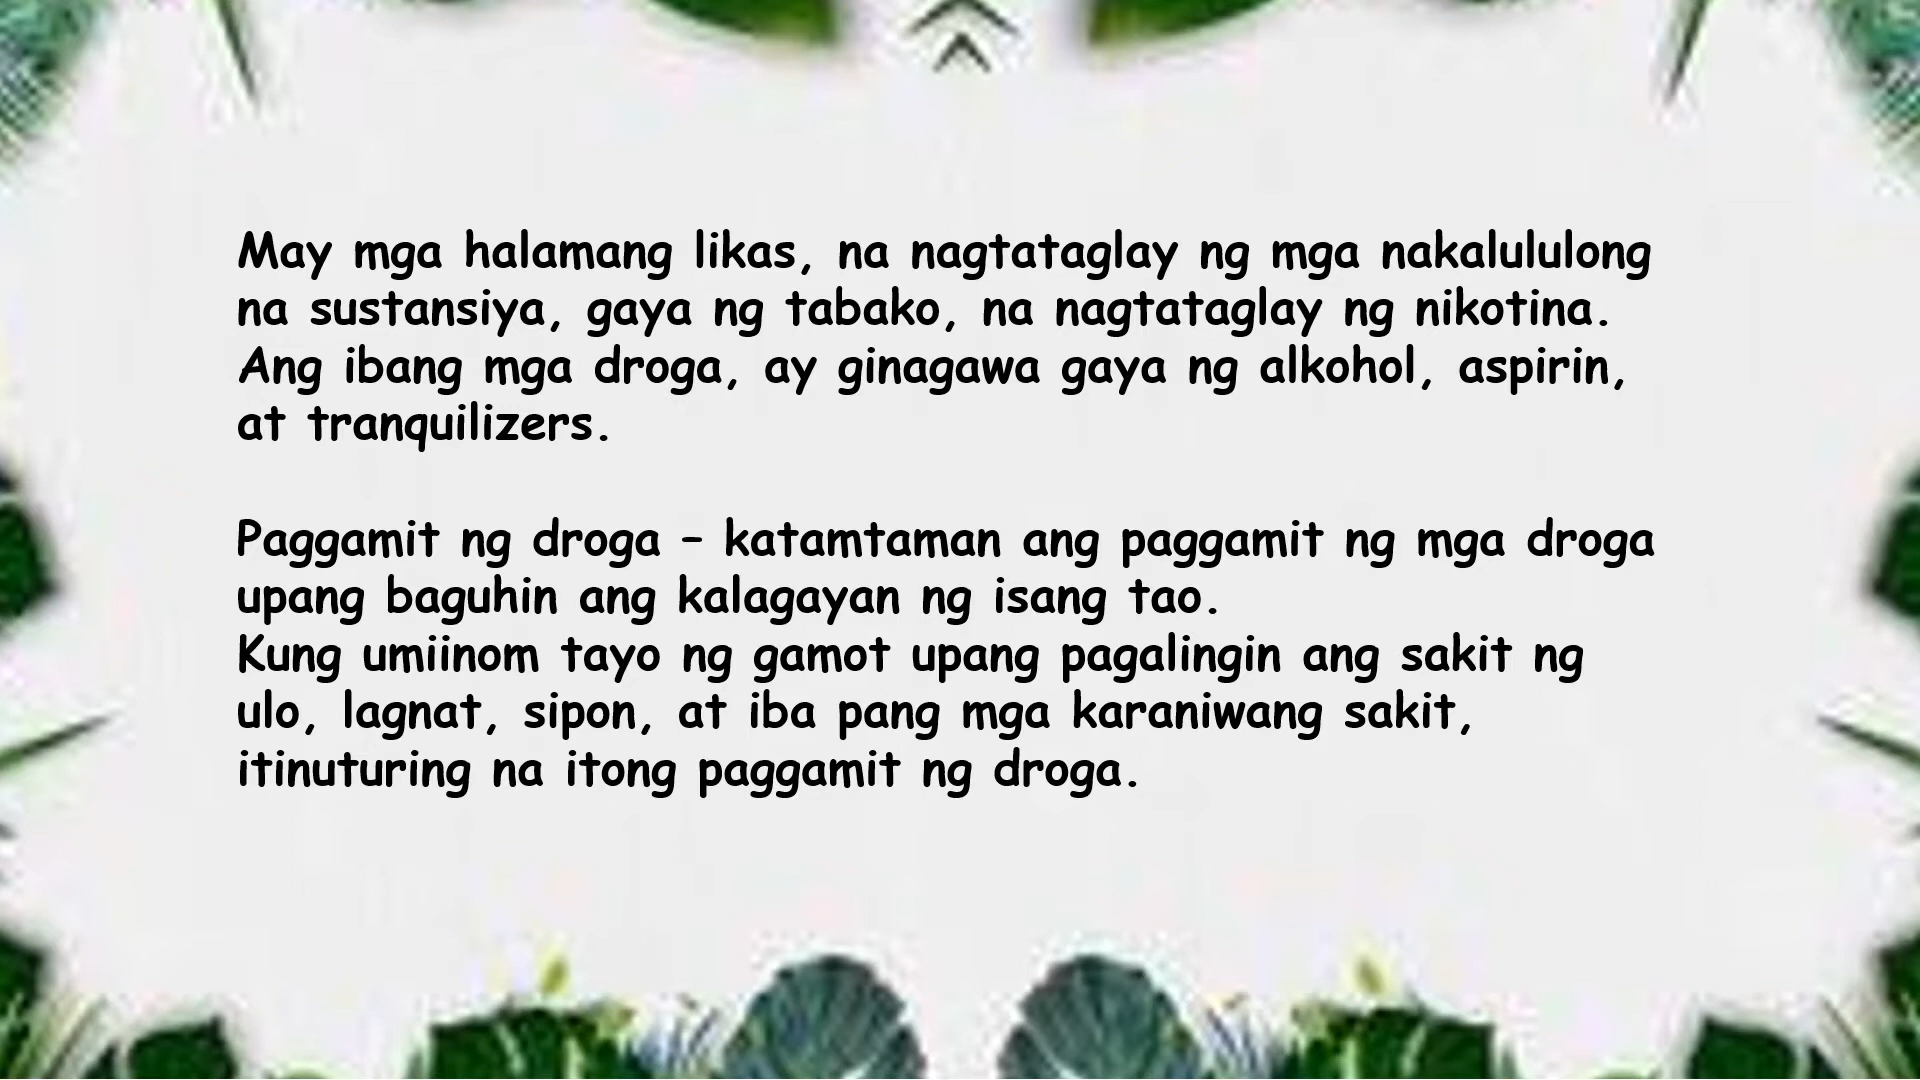 May mga halamang likas, na nagtataglay ng mga nakalululong
na sustansiya, gaya ng tabako, na nagtataglay ng nikotina.
Ang ibang mga droga, ay ginagawa gaya ng alkohol, aspirin,
at tranquilizers.
Paggamit ng droga – katamtaman ang paggamit ng mga droga
upang baguhin ang kalagayan ng isang tao.
Kung umiinom tayo ng gamot upang pagalingin ang sakit ng
ulo, lagnat, sipon, at iba pang mga karaniwang sakit,
itinuturing na itong paggamit ng droga.